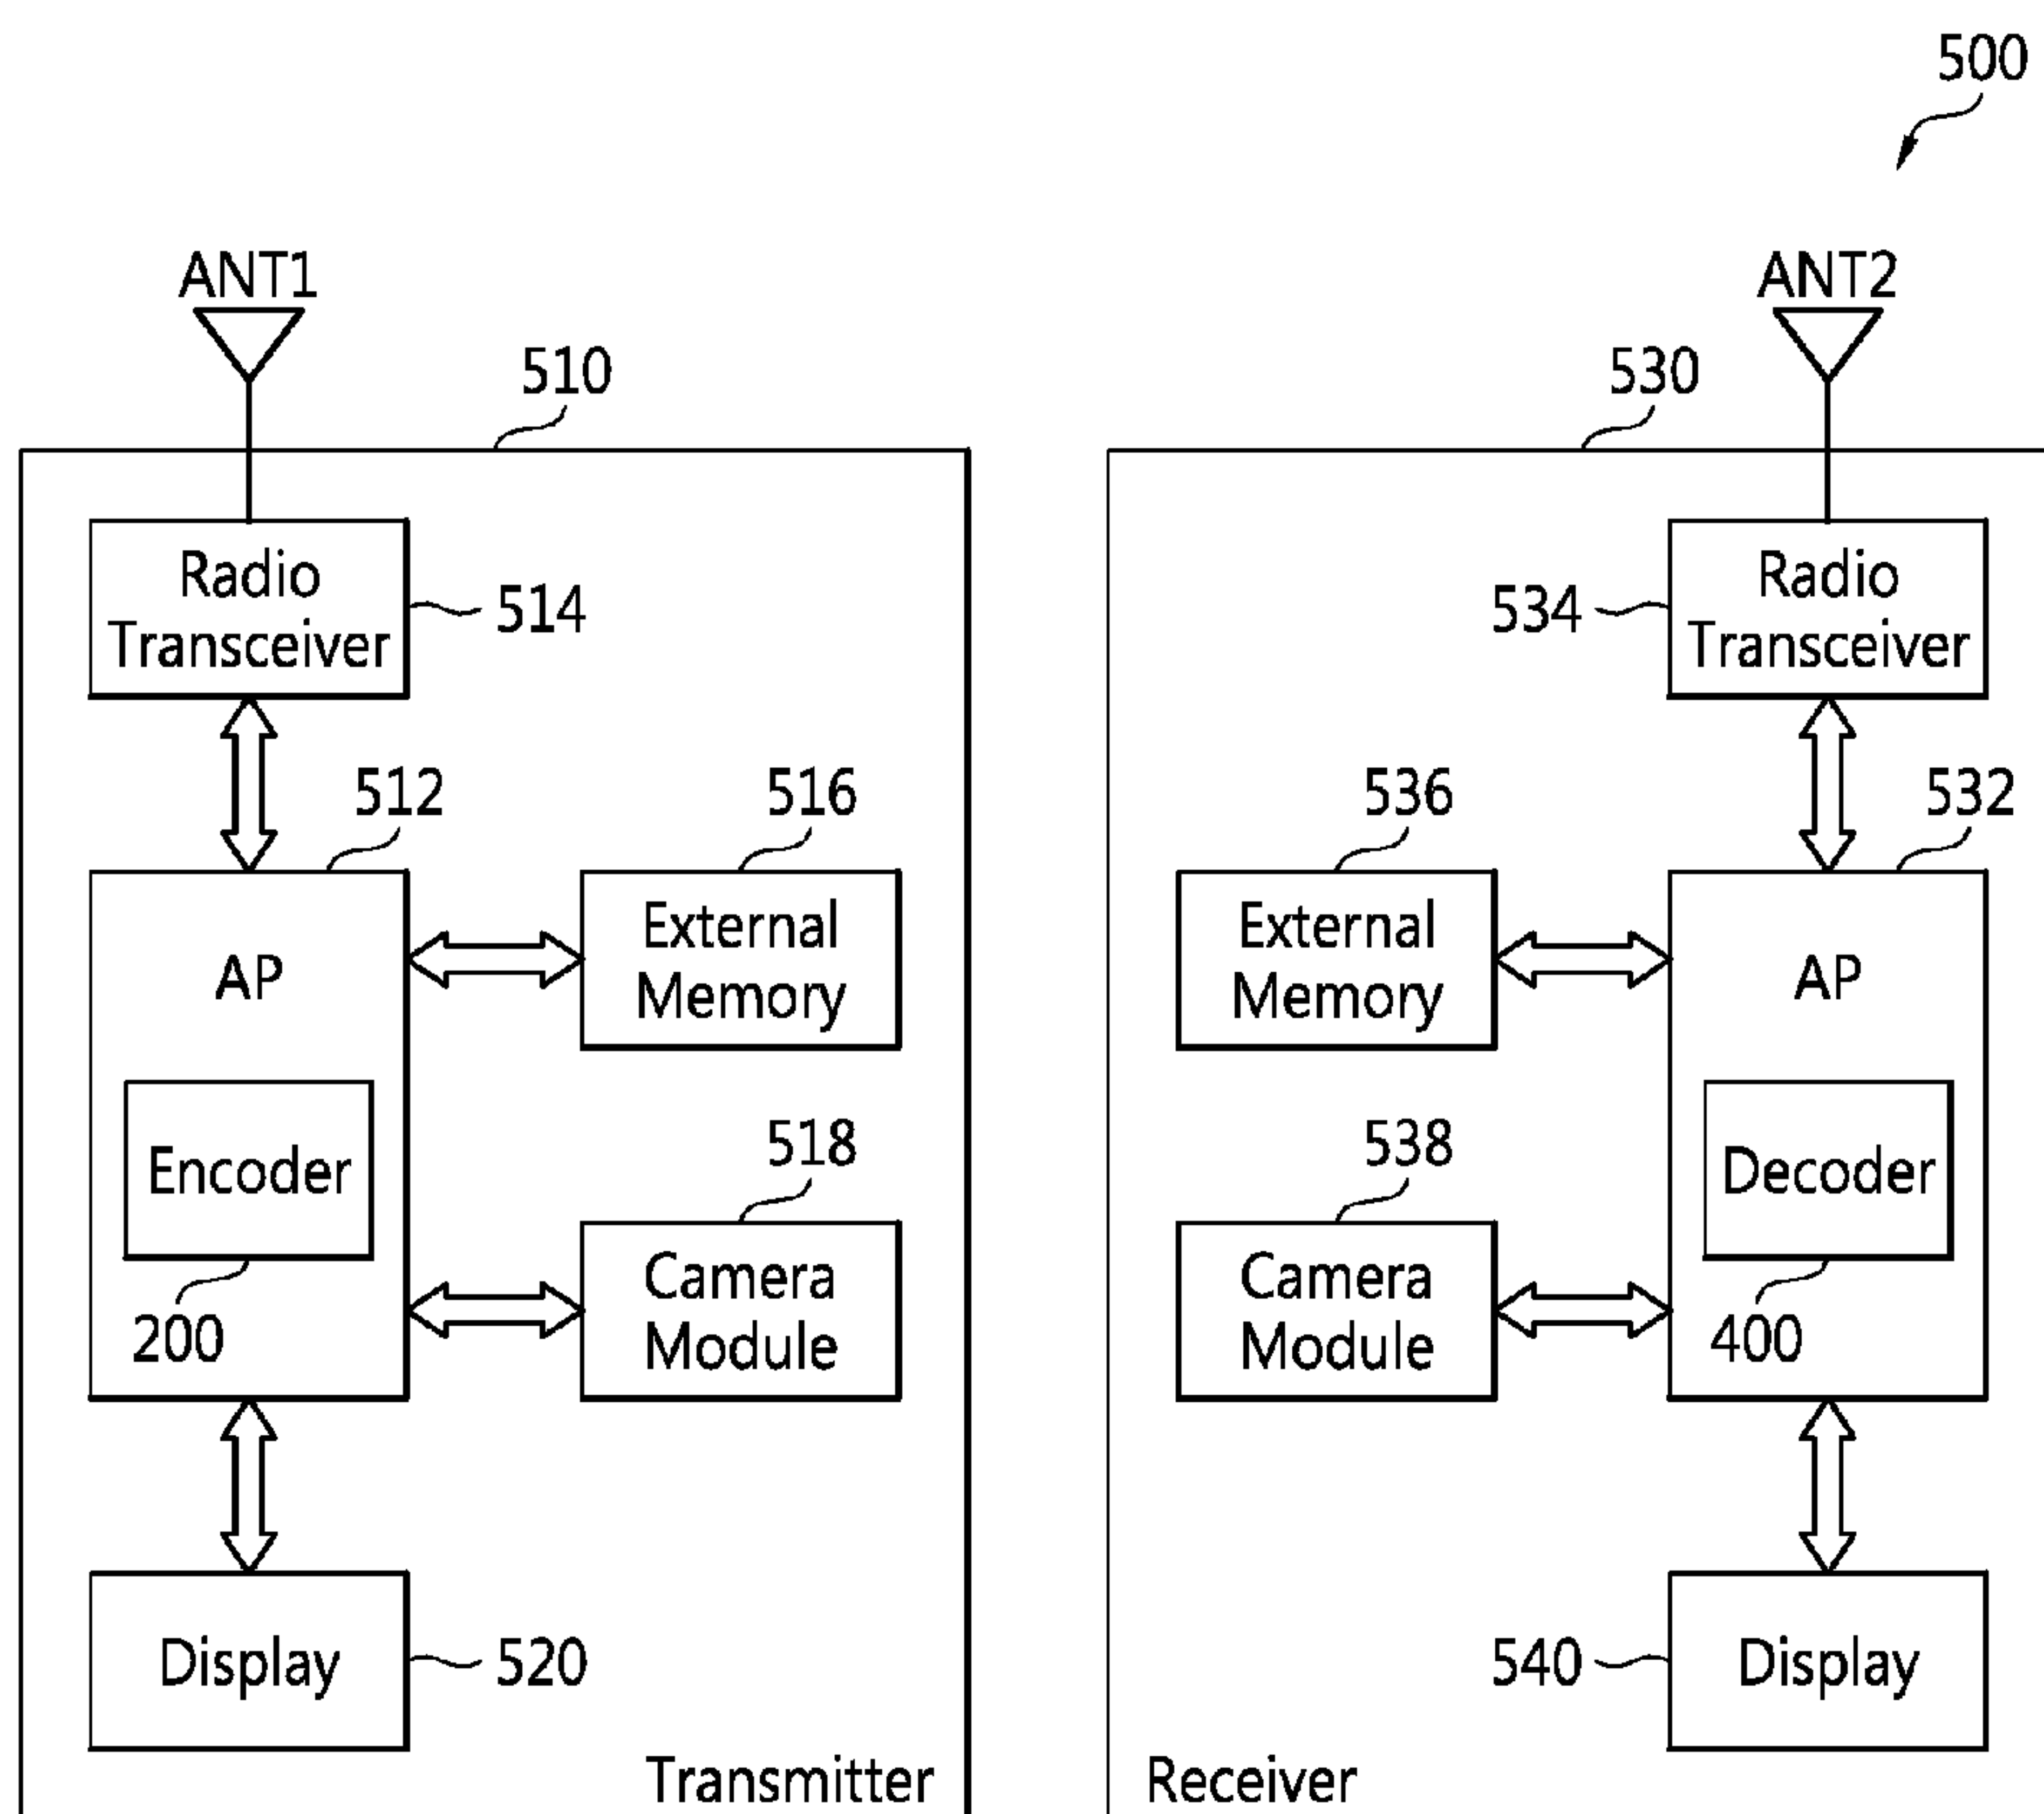 500
ANT1
510
Radio
Transceiver
514
512
AP
516
External
Memory
Encoder
200
518
Camera
Module
Display
520
Transmitter
ANT2
530
Radio
Transceiver
534
536
External
Memory
532
AP
538
Camera
Module
Decoder
400
540
Display
Receiver